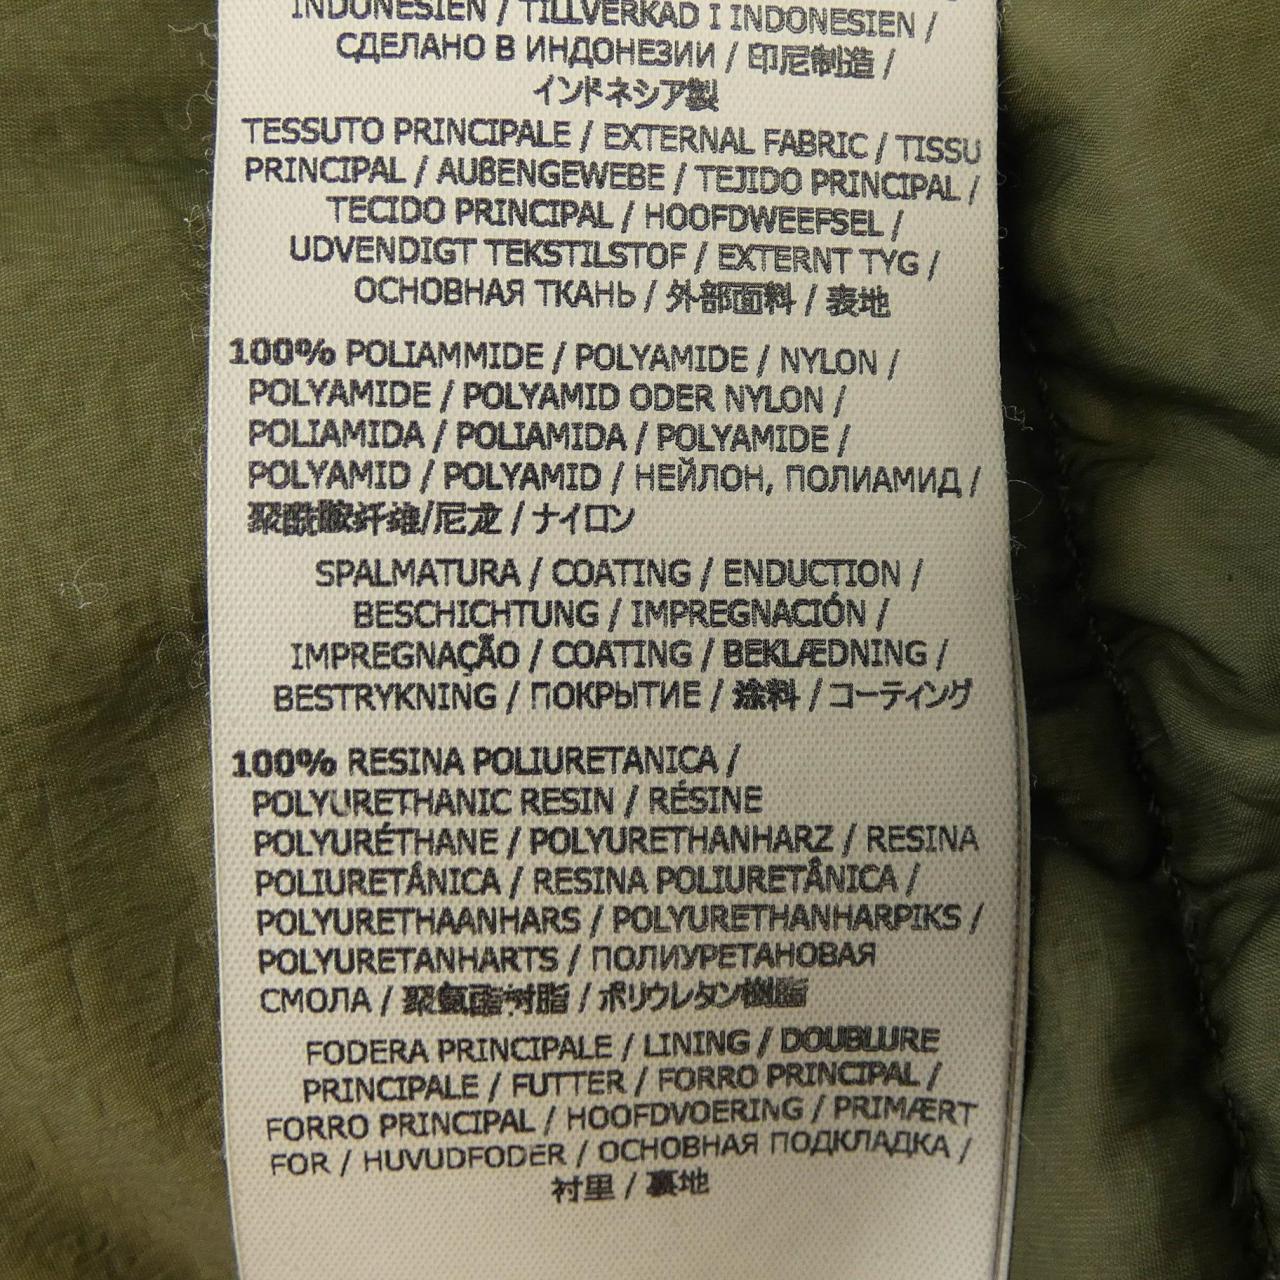 INDONESIEN / TILLVERKAD I INDONESIEN /
СДЕЛАНО В ИНДОНЕЗИИ / 印尼制造 /
インドネシア製
TESSUTO PRINCIPALE / EXTERNAL FABRIC / TISSU
PRINCIPAL / AUßENGEWEBE / TEJIDO PRINCIPAL /
TECIDO PRINCIPAL / HOOFDWEEFSEL /
UDVENDIGT TEKSTILSTOF / EXTERNT TYG /
ОСНОВНАЯ ТКАНЬ / 外部面料 / 表地
100% POLIAMMIDE / POLYAMIDE / NYLON /
POLYAMIDE / POLYAMID ODER NYLON /
POLIAMIDA / POLIAMIDA / POLYAMIDE /
POLYAMID / POLYAMID / НЕЙЛОН, ПОЛИАМИД /
聚酰胺纤维/尼龙 / ナイロン
SPALMATURA / COATING / ENDUCTION /
BESCHICHTUNG / IMPREGNACIÓN /
IMPREGNAÇÃO / COATING / BEKLÆDNING /
BESTRYKNING / ПОКРЫТИЕ / 涂料 / コーティング
100% RESINA POLIURETANICA /
POLYURETHANIC RESIN / RÉSINE
POLYURÉTHANE / POLYURETHANHARZ / RESINA
POLIURETÁNICA / RESINA POLIURETÂNICA /
POLYURETHAANHARS / POLYURETHANHARPIKS /
POLYURETANHARTS / ПОЛИУРЕТАНОВАЯ
СМОЛА / 聚氨酯树脂 / ポリウレタン樹脂
FODERA PRINCIPALE / LINING / DOUBLURE
PRINCIPALE / FUTTER / FORRO PRINCIPAL /
FORRO PRINCIPAL / HOOFDVOERING / PRIMÆRT
FOR / HUVUDFODER / ОСНОВНАЯ ПОДКЛАДКА /
衬里 / 裏地